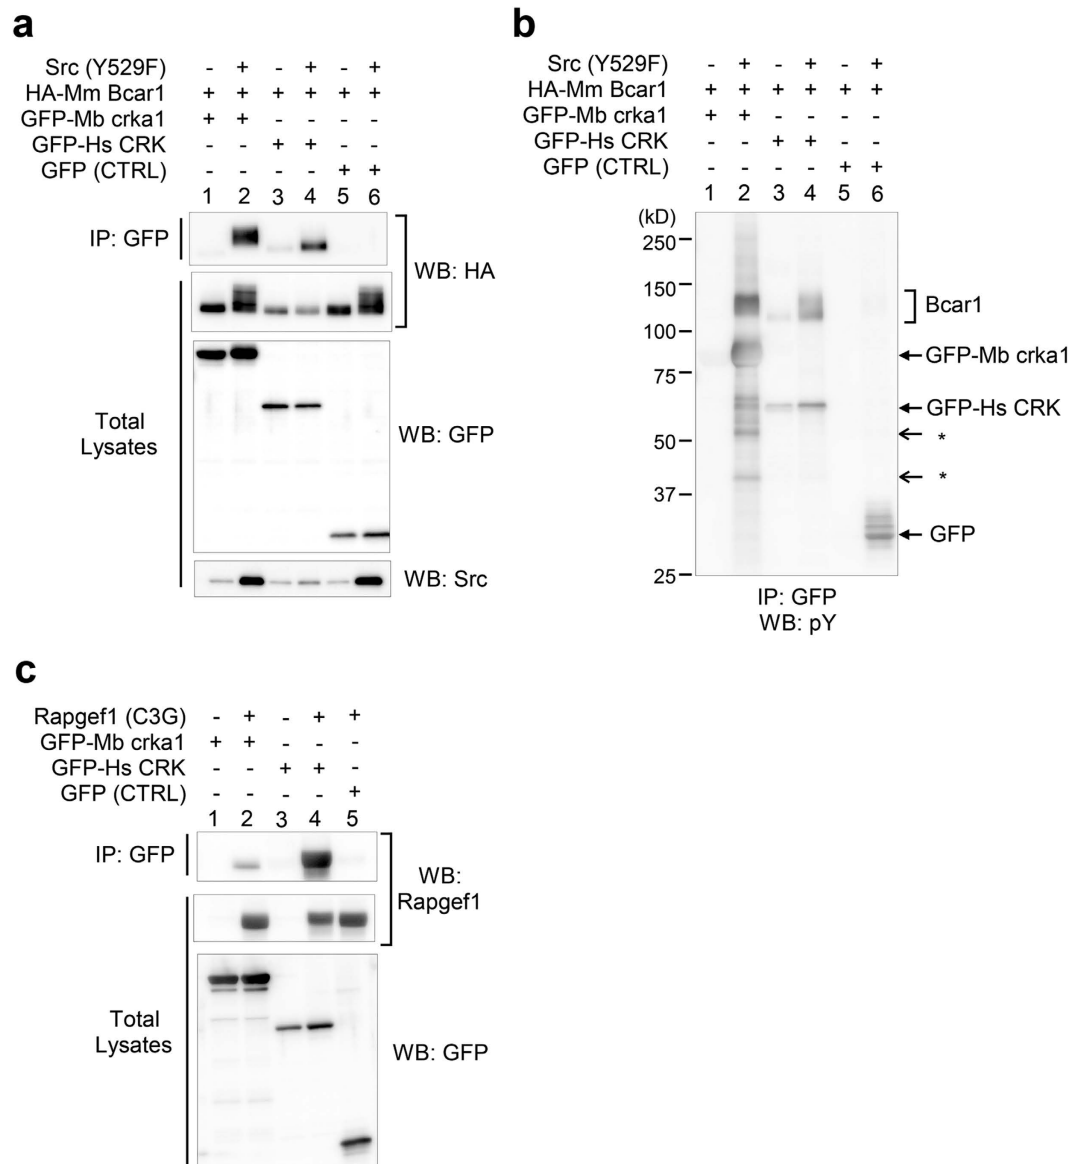 a
Src (Y529F) - + - + - +
HA-Mm Bcar1 + + + + + +
GFP-Mb crka1 + + - - - -
GFP-Hs CRK - - + + - -
GFP (CTRL) - - - - + +
1 2 3 4 5 6
IP: GFP
WB: HA
Total
Lysates
WB: GFP
WB: Src
b
Src (Y529F) - + - + - +
HA-Mm Bcar1 + + + + + +
GFP-Mb crka1 + + - - - -
GFP-Hs CRK - - + + - -
GFP (CTRL) - - - - + +
1 2 3 4 5 6
(kD)
250
150
100
75
50
37
25
Bcar1
GFP-Mb crka1
GFP-Hs CRK
*
*
GFP
IP: GFP
WB: pY
c
Rapgef1 (C3G) - + - + +
GFP-Mb crka1 + + - - -
GFP-Hs CRK - - + + -
GFP (CTRL) - - - - +
1 2 3 4 5
IP: GFP
WB:
Rapgef1
Total
Lysates
WB: GFP